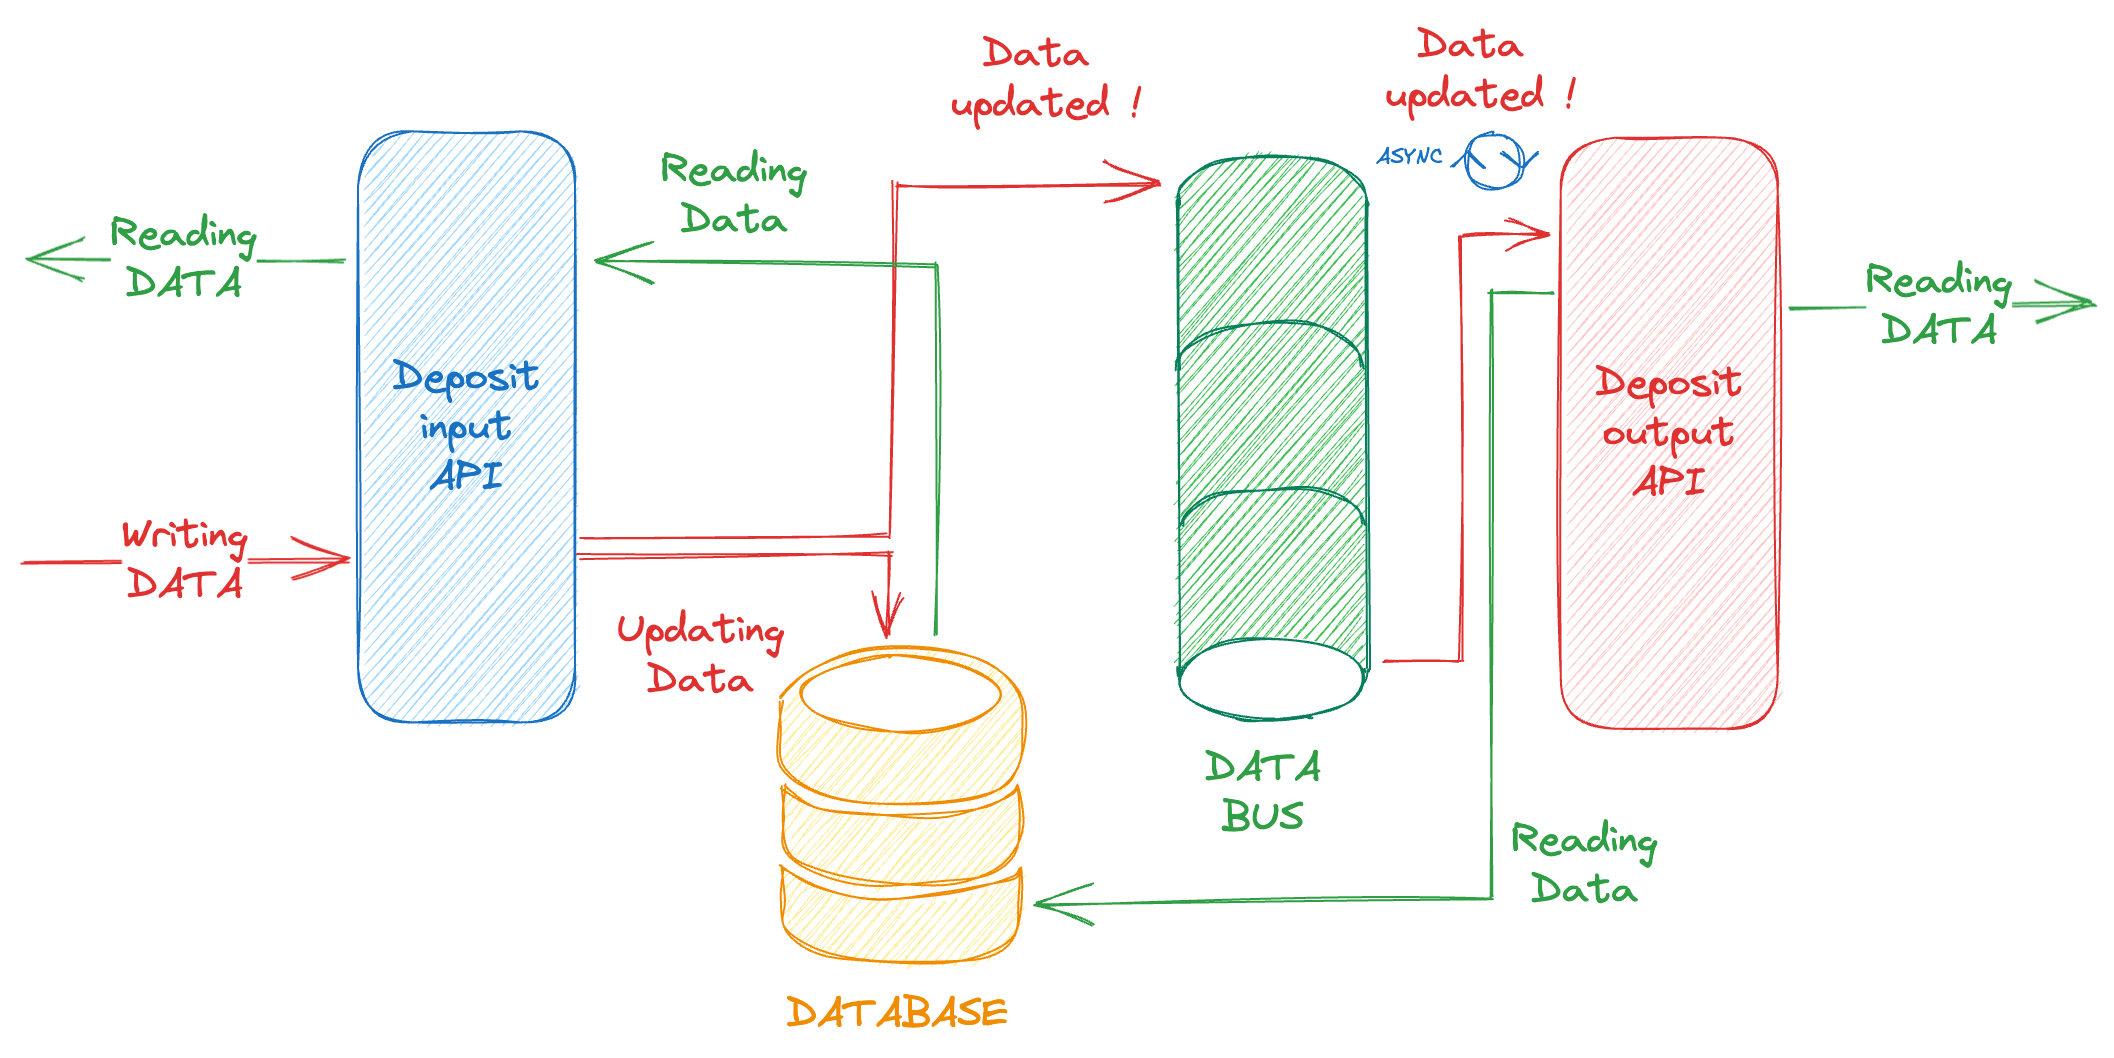 Data
updated !
Data
updated !
ASYNC
Reading
Data
Reading
DATA
Reading
DATA
Deposit
input
API
Deposit
output
API
Writing
DATA
Updating
Data
DATA
BUS
Reading
Data
DATABASE